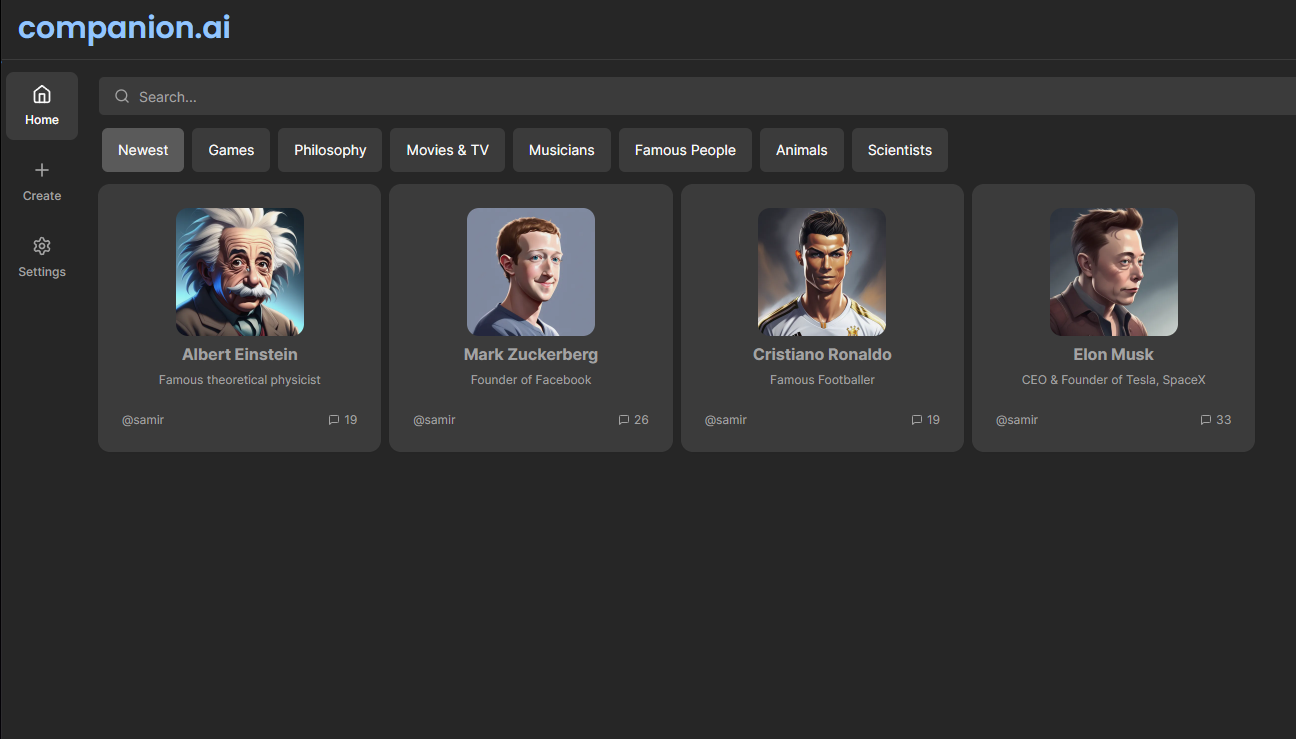 companion.ai
Home
Search...
Newest Games Philosophy Movies & TV Musicians Famous People Animals Scientists
Create
Settings
Albert Einstein
Famous theoretical physicist
@samir 19
Mark Zuckerberg
Founder of Facebook
@samir 26
Cristiano Ronaldo
Famous Footballer
@samir 19
Elon Musk
CEO & Founder of Tesla, SpaceX
@samir 33